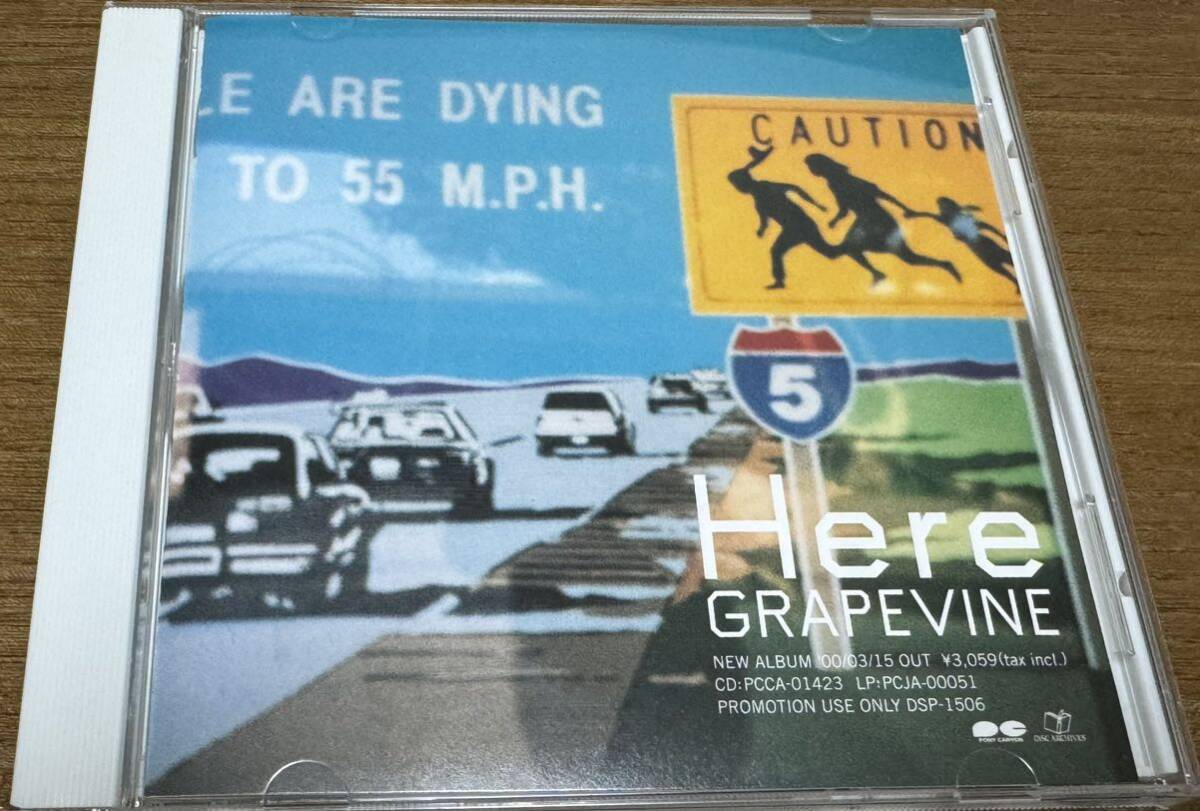 LE ARE DYING
TO 55 M.P.H.
CAUTION
5
Here
GRAPEVINE
NEW ALBUM '00/03/15 OUT ¥3,059(tax incl.)
CD:PCCA-01423 LP:PCJA-00051
PROMOTION USE ONLY DSP-1506
PONY CANYON
DISC ARCHIVES